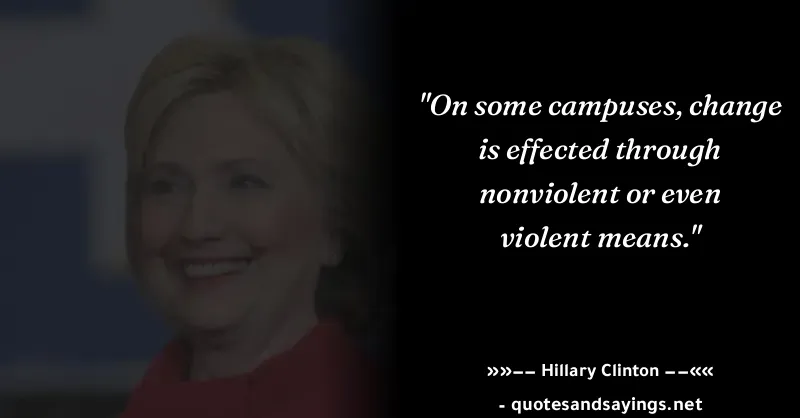 "On some campuses, change
is effected through
nonviolent or even
violent means."
»»–– Hillary Clinton ––««
- quotesandsayings.net